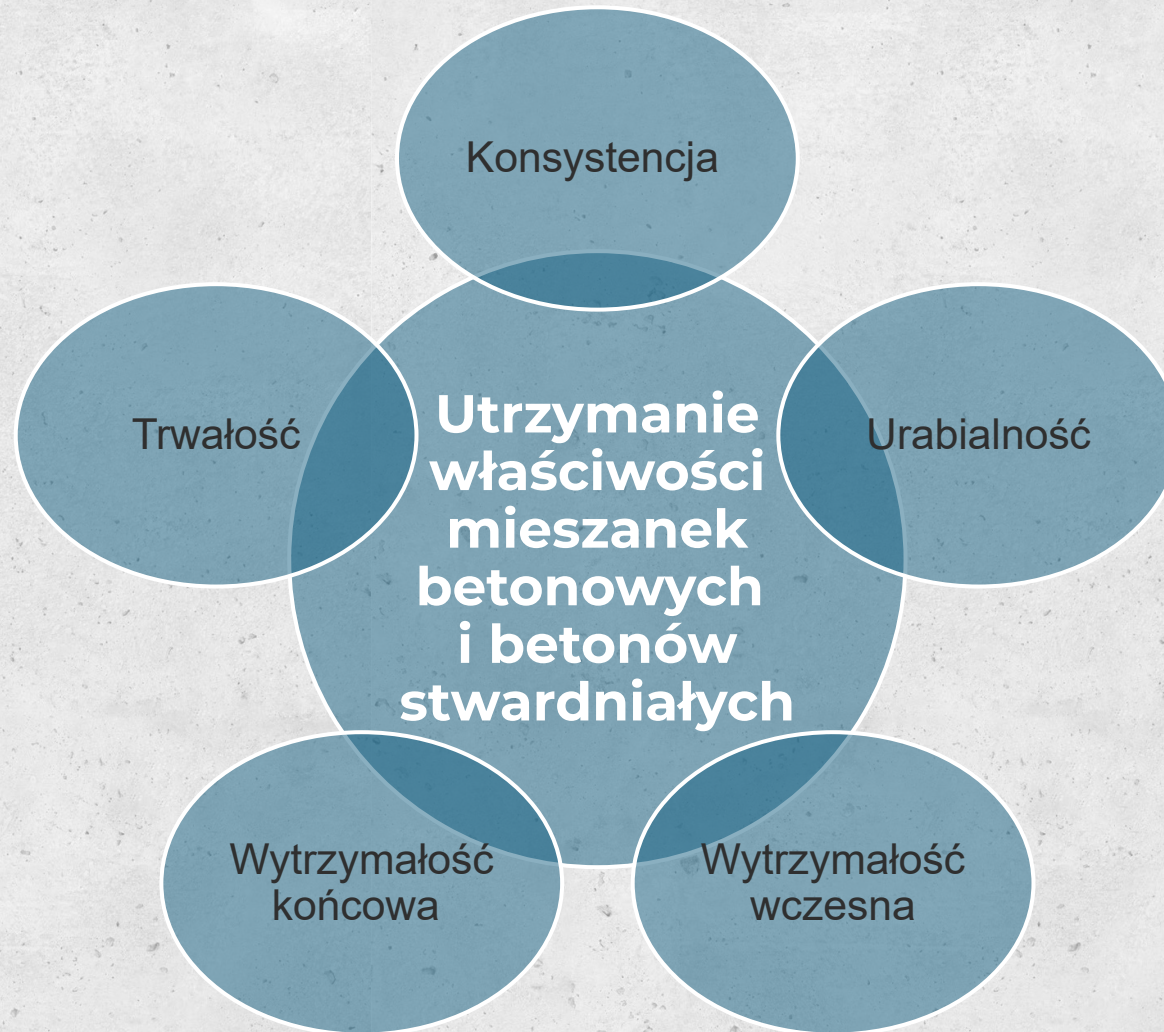 Konsystencja
Trwałość
Urabialność
Utrzymanie
właściwości
mieszanek
betonowych
i betonów
stwardniałych
Wytrzymałość
końcowa
Wytrzymałość
wczesna